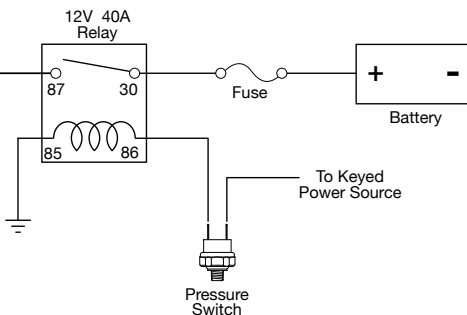 12V 40A
Relay
87
30
Fuse
+
-
Battery
85
86
To Keyed
Power Source
Pressure
Switch